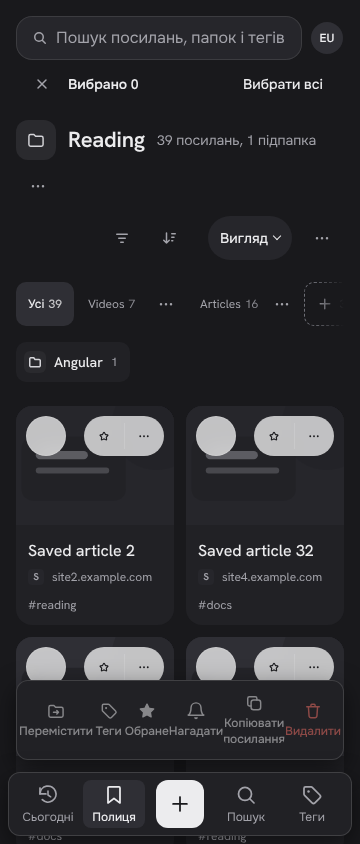 Пошук посилань, папок і тегів
EU
Вибрано 0
Вибрати всі
Reading
39 посилань, 1 підпапка
Вигляд
Усі 39
Videos 7
Articles 16
Angular 1
Saved article 2
Saved article 32
S site2.example.com
S site4.example.com
#reading
#docs
Перемістити
Теги
Обране
Нагадати
Копіювати
посилання
Видалити
Сьогодні
Полиця
Пошук
Теги
#docs
#reading